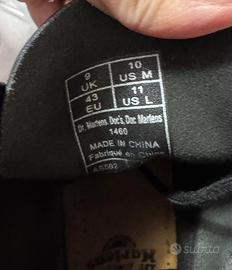 9 UK 10 US M
43 EU 11 US L
Dr. Martens, Doc's, Doc Martens
1460
MADE IN CHINA
Fabriqué en Chine
subito